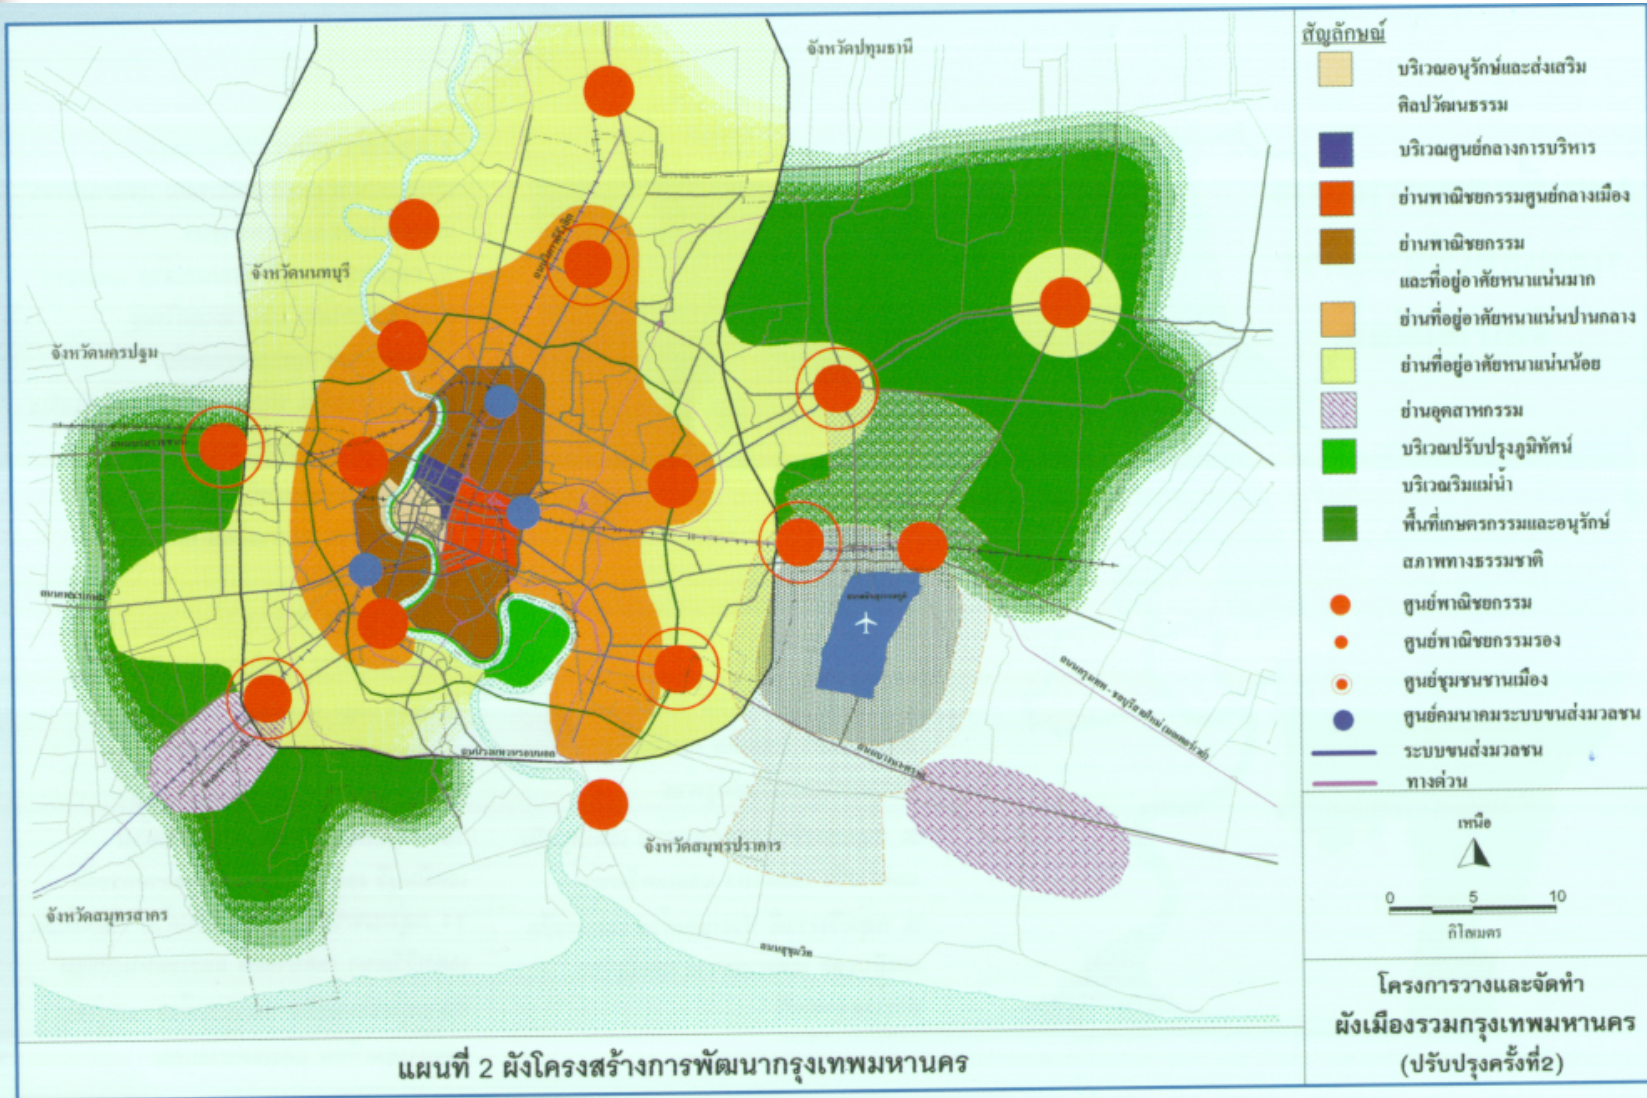 จังหวัดปทุมธานี
จังหวัดนนทบุรี
จังหวัดนครปฐม
จังหวัดสมุทรปราการ
จังหวัดสมุทรสาคร
ถนนสุขุมวิท
สัญลักษณ์
บริเวณอนุรักษ์และส่งเสริม
ศิลปวัฒนธรรม
บริเวณศูนย์กลางการบริหาร
ย่านพาณิชยกรรมศูนย์กลางเมือง
ย่านพาณิชยกรรม
และที่อยู่อาศัยหนาแน่นมาก
ย่านที่อยู่อาศัยหนาแน่นปานกลาง
ย่านที่อยู่อาศัยหนาแน่นน้อย
ย่านอุตสาหกรรม
บริเวณปรับปรุงภูมิทัศน์
บริเวณริมแม่น้ำ
พื้นที่เกษตรกรรมและอนุรักษ์
สภาพทางธรรมชาติ
ศูนย์พาณิชยกรรม
ศูนย์พาณิชยกรรมรอง
ศูนย์ชุมชนชานเมือง
ศูนย์คมนาคมระบบขนส่งมวลชน
ระบบขนส่งมวลชน
ทางด่วน
เหนือ
0 5 10
กิโลเมตร
โครงการวางและจัดทำ
ผังเมืองรวมกรุงเทพมหานคร
(ปรับปรุงครั้งที่2)
แผนที่ 2 ผังโครงสร้างการพัฒนากรุงเทพมหานคร